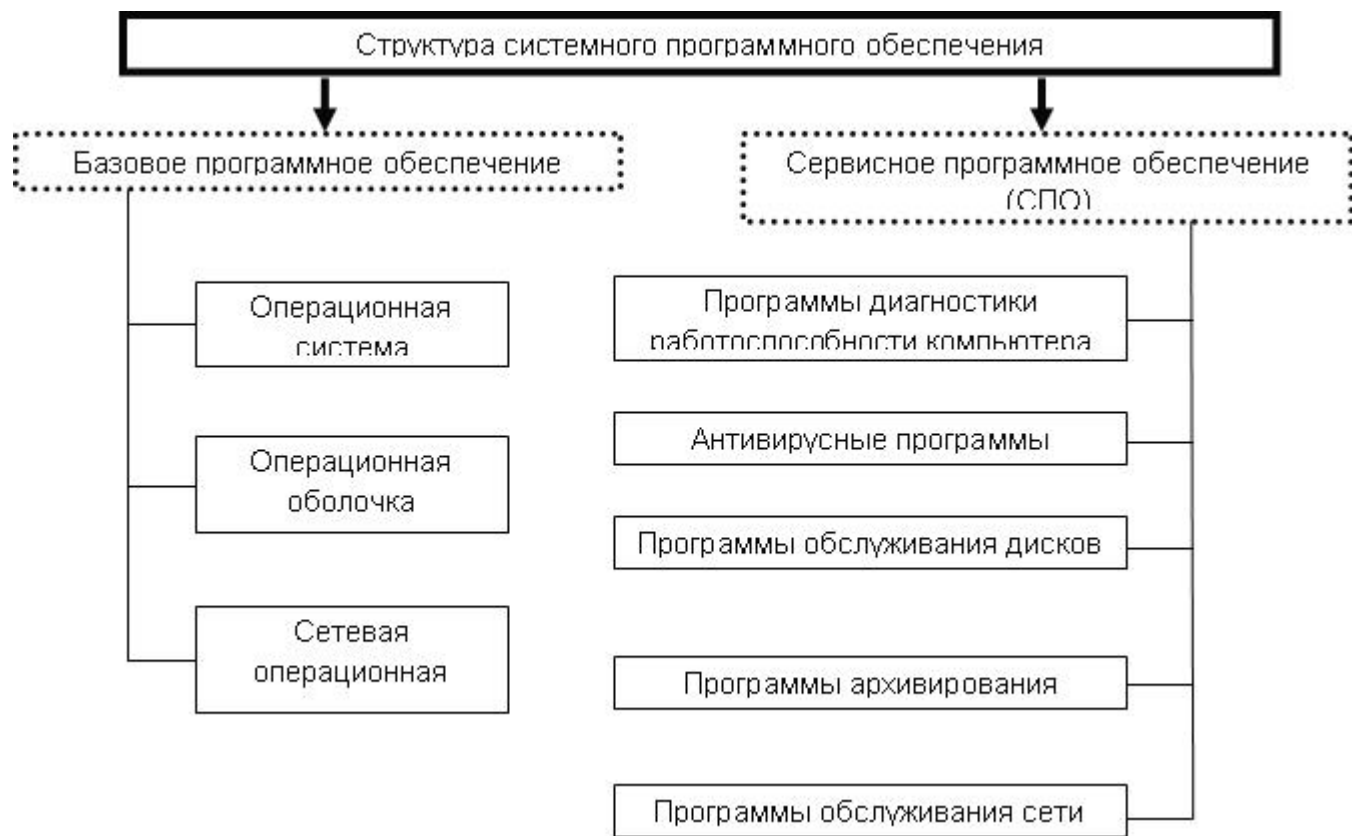 Структура системного программного обеспечения
Базовое программное обеспечение
Сервисное программное обеспечение
(СПО)
Операционная
система
Операционная
оболочка
Сетевая
операционная
Программы диагностики
работоспособности компьютера
Антивирусные программы
Программы обслуживания дисков
Программы архивирования
Программы обслуживания сети